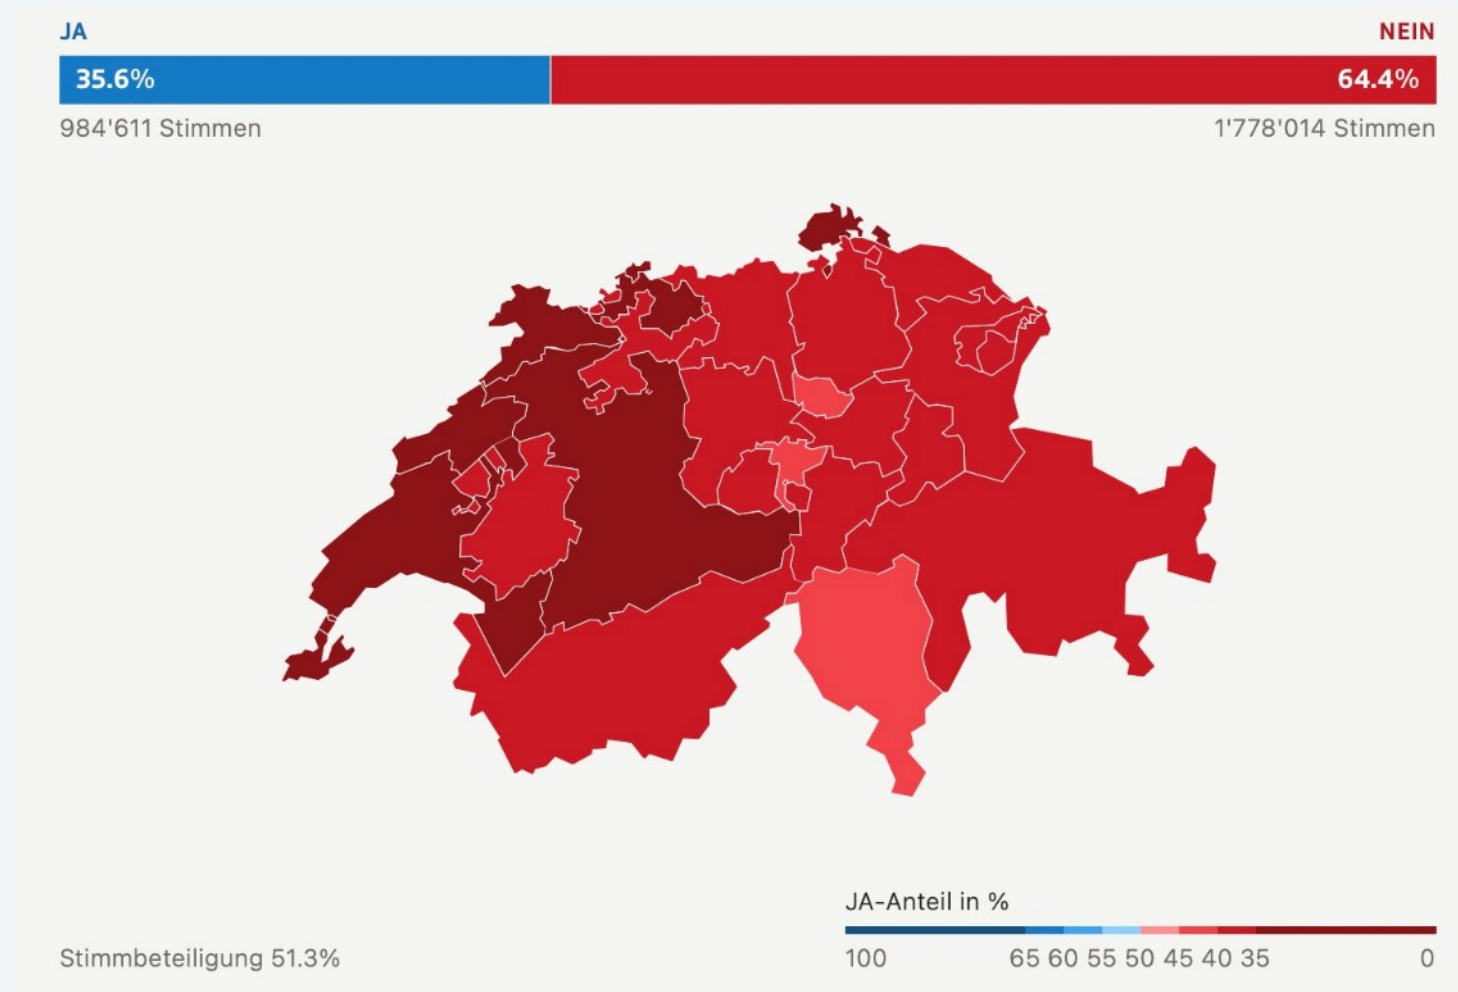 JA NEIN
35.6% 64.4%
984'611 Stimmen 1'778'014 Stimmen
JA-Anteil in %
100 65 60 55 50 45 40 35 0
Stimmbeteiligung 51.3%